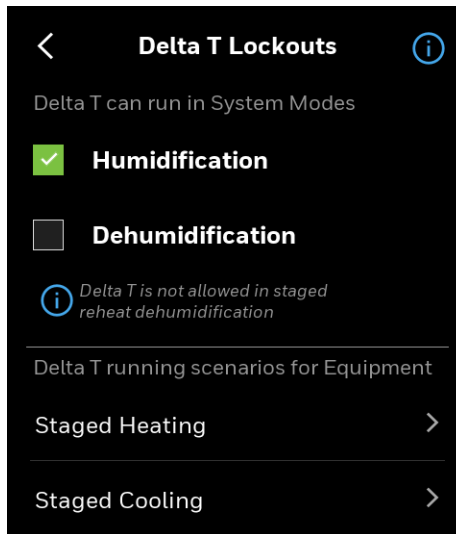 Delta T Lockouts
Delta T can run in System Modes
Humidification
Dehumidification
Delta T is not allowed in staged
reheat dehumidification
Delta T running scenarios for Equipment
Staged Heating
Staged Cooling